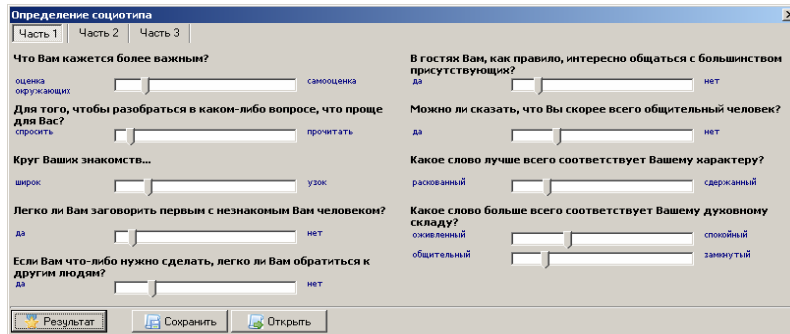 Определение социотипа
Часть 1 Часть 2 Часть 3
Что Вам кажется более важным?
оценка окружающих
самооценка
Для того, чтобы разобраться в каком-либо вопросе, что проще
для Вас?
спросить
прочитать
Круг Ваших знакомств...
широк
узок
Легко ли Вам заговорить первым с незнакомым Вам человеком?
да
нет
Если Вам что-либо нужно сделать, легко ли Вам обратиться к
другим людям?
да
нет
В гостях Вам, как правило, интересно общаться с большинством
присутствующих?
да
нет
Можно ли сказать, что Вы скорее всего общительный человек?
да
нет
Какое слово лучше всего соответствует Вашему характеру?
раскованный
сдержанный
Какое слово больше всего соответствует Вашему духовному
складу?
оживленный
спокойный
общительный
замкнутый
Результат Сохранить Открыть